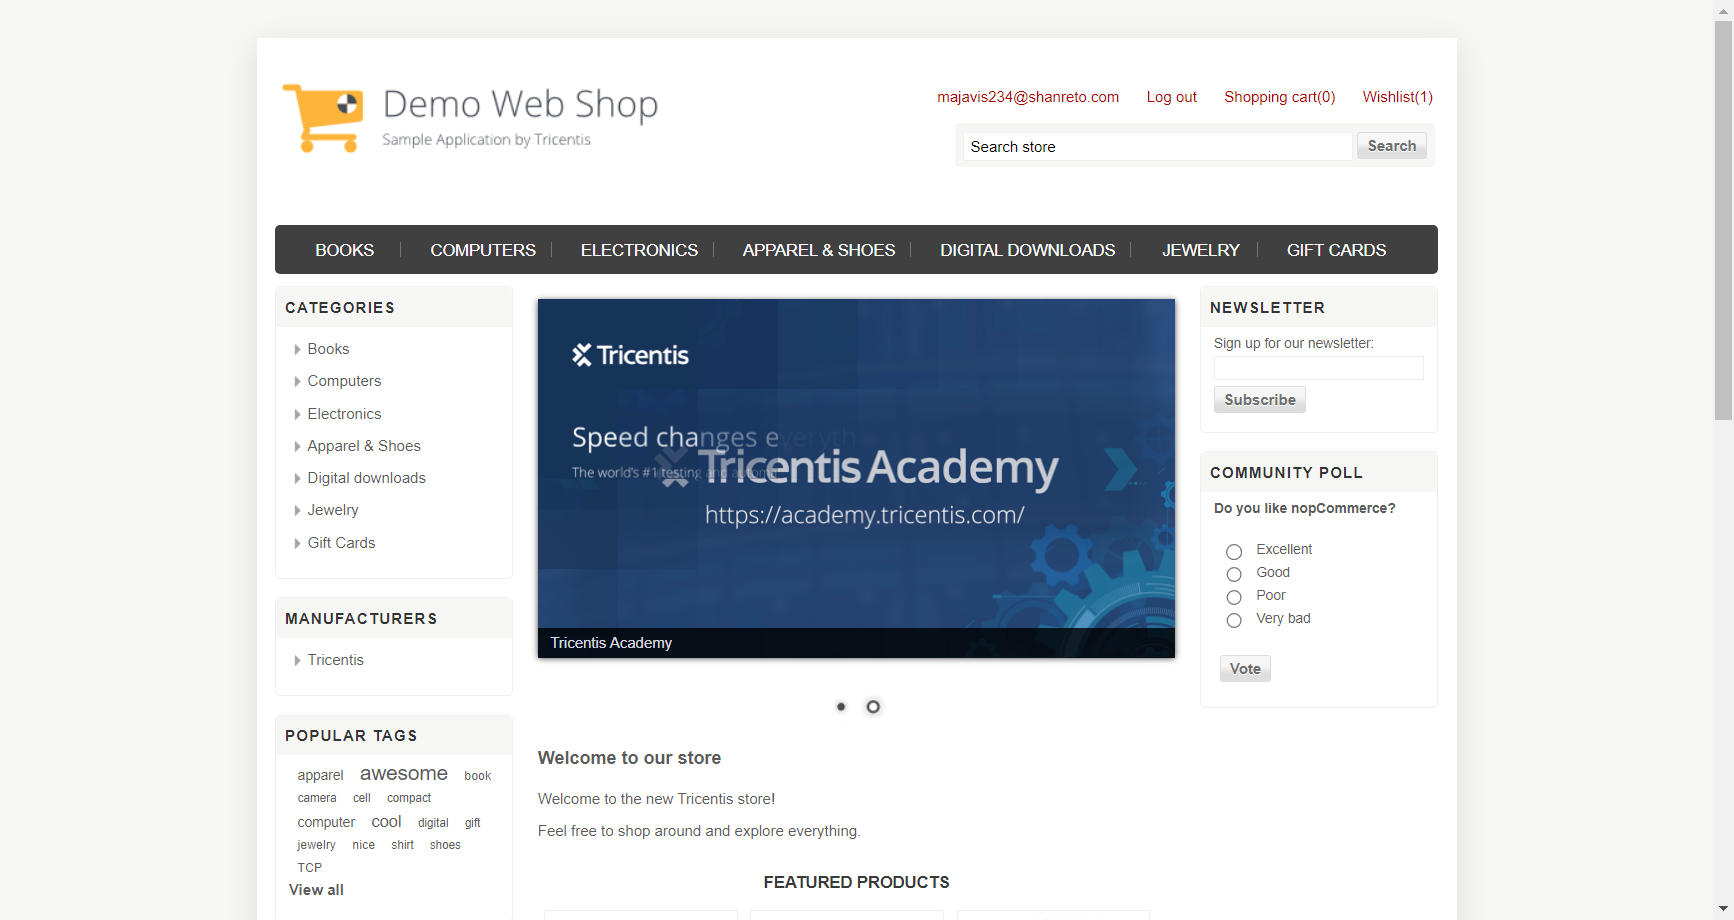 Demo Web Shop
Sample Application by Tricentis
majavis234@shanreto.com Log out Shopping cart(0) Wishlist(1)
Search store Search
BOOKS COMPUTERS ELECTRONICS APPAREL & SHOES DIGITAL DOWNLOADS JEWELRY GIFT CARDS
CATEGORIES
Books
Computers
Electronics
Apparel & Shoes
Digital downloads
Jewelry
Gift Cards
MANUFACTURERS
Tricentis
POPULAR TAGS
apparel awesome book
camera cell compact
computer cool digital gift
jewelry nice shirt shoes
TCP
View all
Tricentis
Speed changes everyth
The world's #1 testing and automa
Tricentis Academy
https://academy.tricentis.com/
Tricentis Academy
Welcome to our store
Welcome to the new Tricentis store!
Feel free to shop around and explore everything.
FEATURED PRODUCTS
NEWSLETTER
Sign up for our newsletter:
Subscribe
COMMUNITY POLL
Do you like nopCommerce?
Excellent
Good
Poor
Very bad
Vote